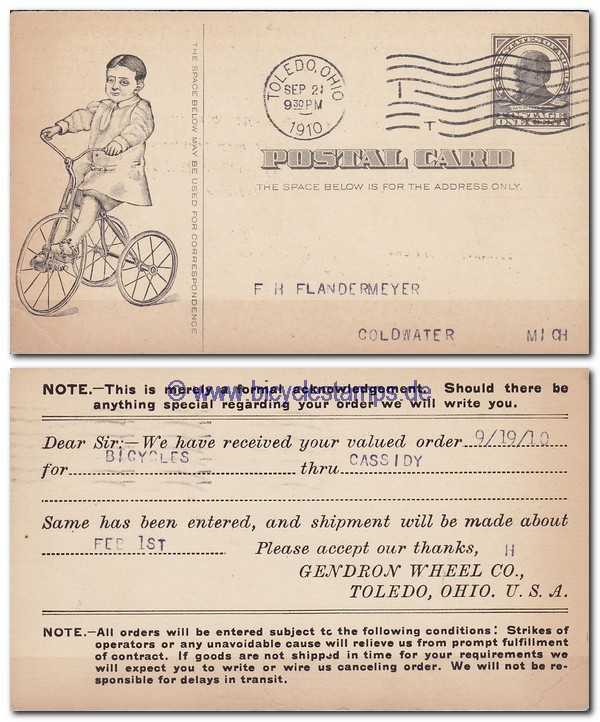 TOLEDO, OHIO
SEP 21
9 30 PM
1910
T
POSTAGE
ONE CENT
POSTAL CARD
THE SPACE BELOW IS FOR THE ADDRESS ONLY.
THE SPACE BELOW MAY BE USED FOR CORRESPONDENCE
F H FLANDERMEYER
COLDWATER MICH
© www.bicyclestamps.de
NOTE.—This is merely a formal acknowledgement. Should there be
anything special regarding your order we will write you.
Dear Sir:—We have received your valued order 9/19/10
for BICYCLES thru CASSIDY
Same has been entered, and shipment will be made about
FEB 1ST Please accept our thanks, H
GENDRON WHEEL CO.,
TOLEDO, OHIO. U. S. A.
NOTE.—All orders will be entered subject to the following conditions: Strikes of
operators or any unavoidable cause will relieve us from prompt fulfillment
of contract. If goods are not shipped in time for your requirements we
will expect you to write or wire us canceling order. We will not be re-
sponsible for delays in transit.